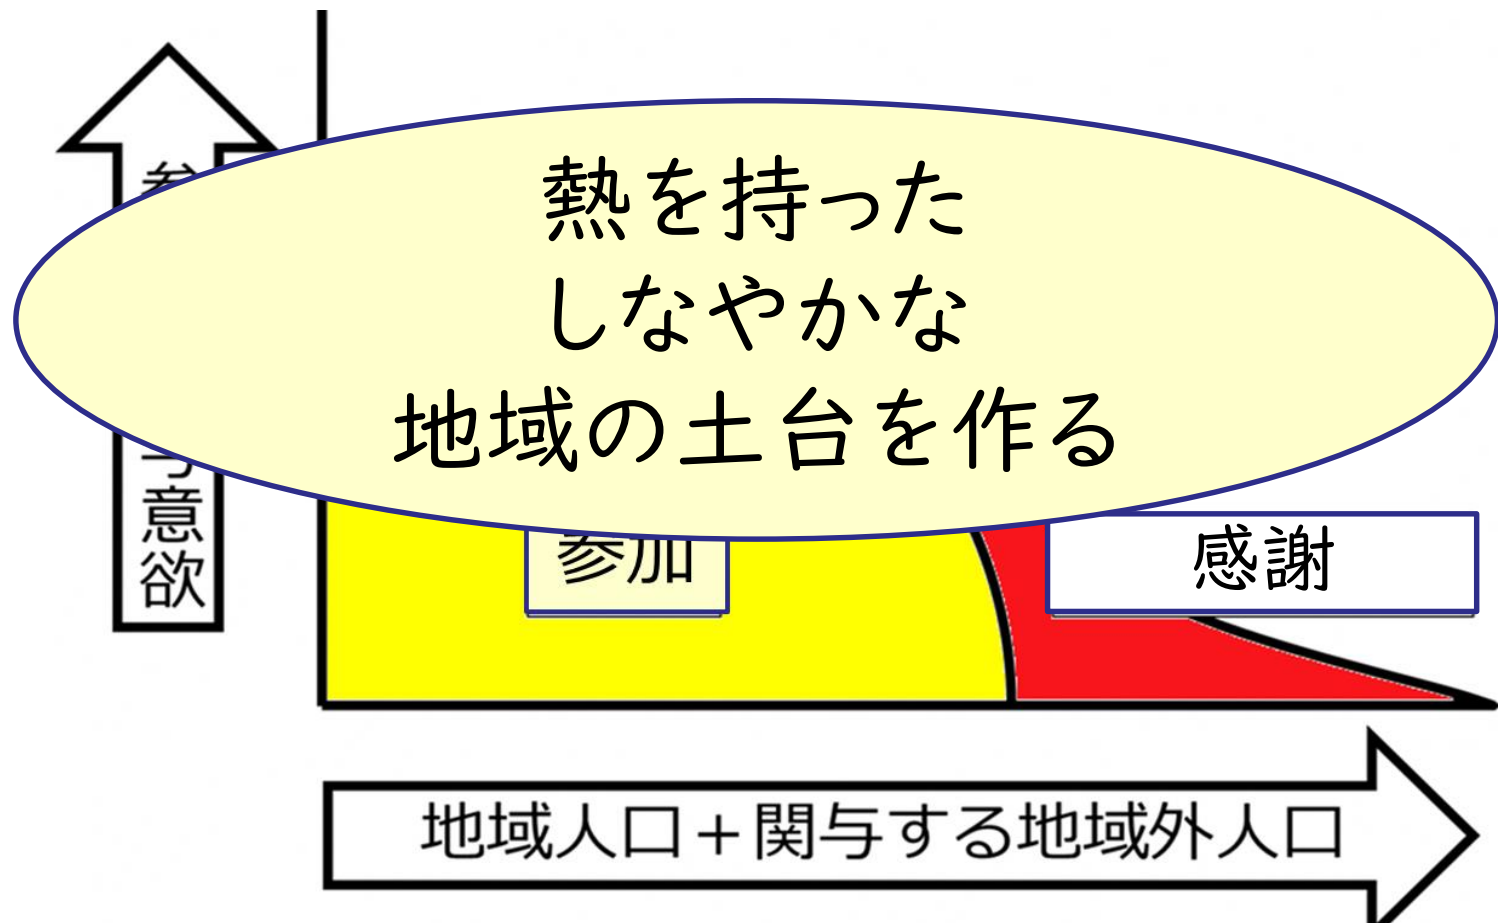 熱を持った
しなやかな
地域の土台を作る
意欲
参加
感謝
地域人口+関与する地域外人口